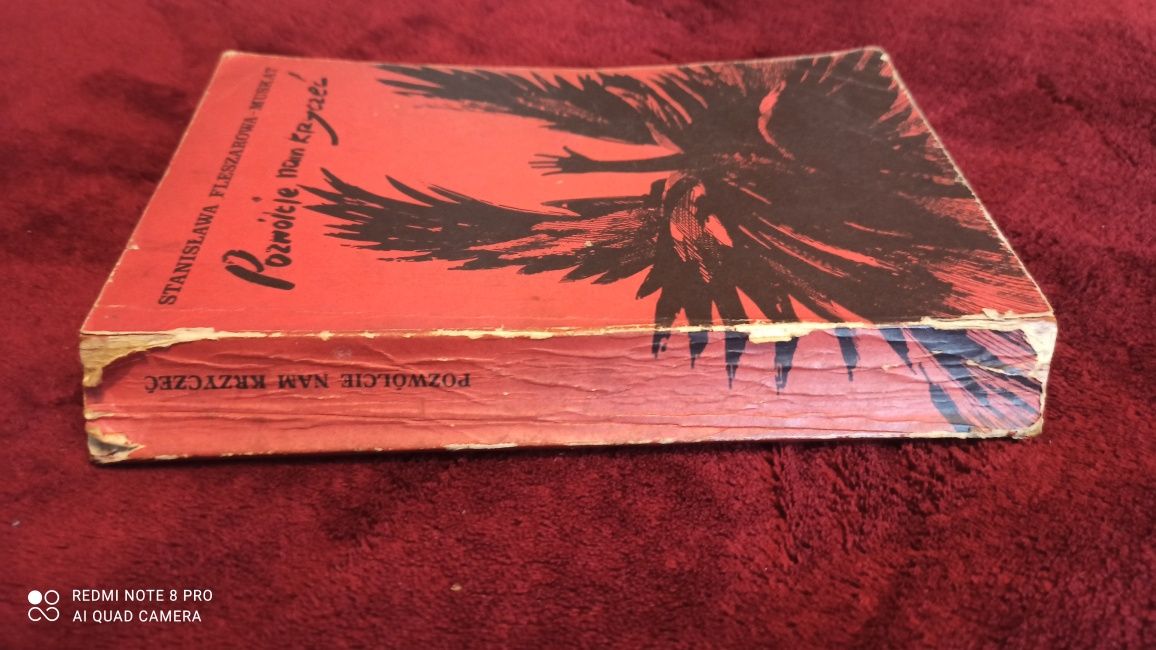 STANISŁAWA FLESZAROWA-MUSKAT
Pozwólcie nam krzyczeć
POZWÓLCIE NAM KRZYCZEĆ
REDMI NOTE 8 PRO
AI QUAD CAMERA